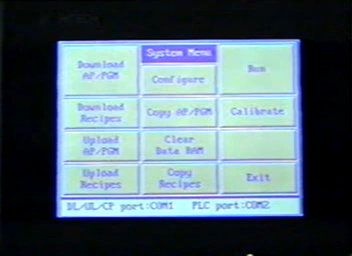 System Menu
Download
AP/PGM
Configure
Run
Download
Recipes
Copy AP/PGM
Calibrate
Upload
AP/PGM
Clear
Data RAM
Upload
Recipes
Copy
Recipes
Exit
DL/UL/CP port:COM1 PLC port:COM2